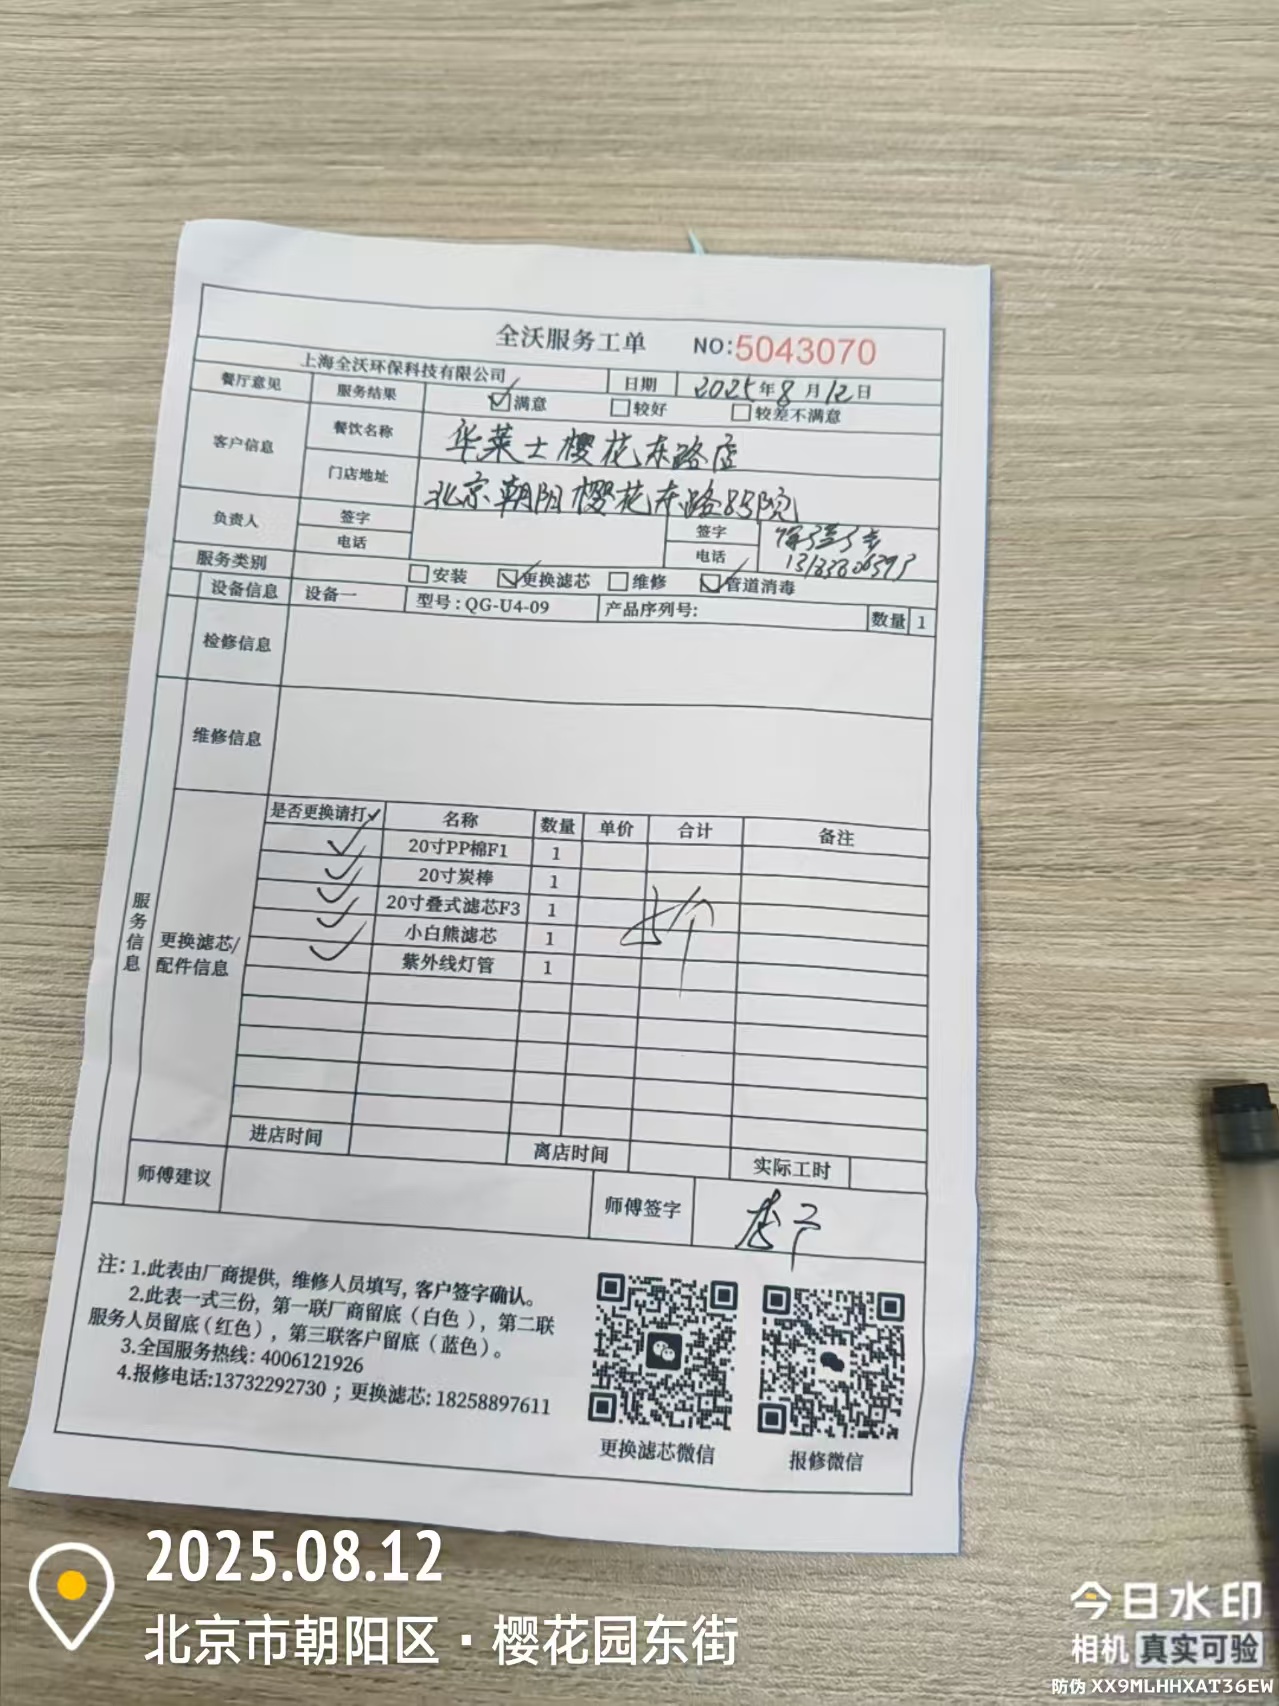 全沃服务工单 NO:5043070
上海全沃环保科技有限公司 日期 2025年8月12日
餐厅意见 服务结果 满意 较好 较差不满意
客户信息 餐饮名称 华莱士樱花东路店
门店地址 北京朝阳樱花东路85院
负责人 签字 签字
电话 电话
服务类别 安装 更换滤芯 维修 管道消毒
设备信息 设备一 型号:QG-U4-09 产品序列号: 数量 1
检修信息
维修信息
服务信息
更换滤芯/配件信息
是否更换请打✓ 名称 数量 单价 合计 备注
✓ 20寸PP棉F1 1
✓ 20寸炭棒 1
✓ 20寸叠式滤芯F3 1
✓ 小白熊滤芯 1
✓ 紫外线灯管 1
进店时间 离店时间 实际工时
师傅建议 师傅签字
注:1.此表由厂商提供,维修人员填写,客户签字确认。
2.此表一式三份,第一联厂商留底(白色),第二联
服务人员留底(红色),第三联客户留底(蓝色)。
3.全国服务热线:4006121926
4.报修电话:13732292730;更换滤芯:18258897611
更换滤芯微信 报修微信
2025.08.12
北京市朝阳区·樱花园东街
今日水印
相机 真实可验
防伪 XX9MLHHXAT36EW